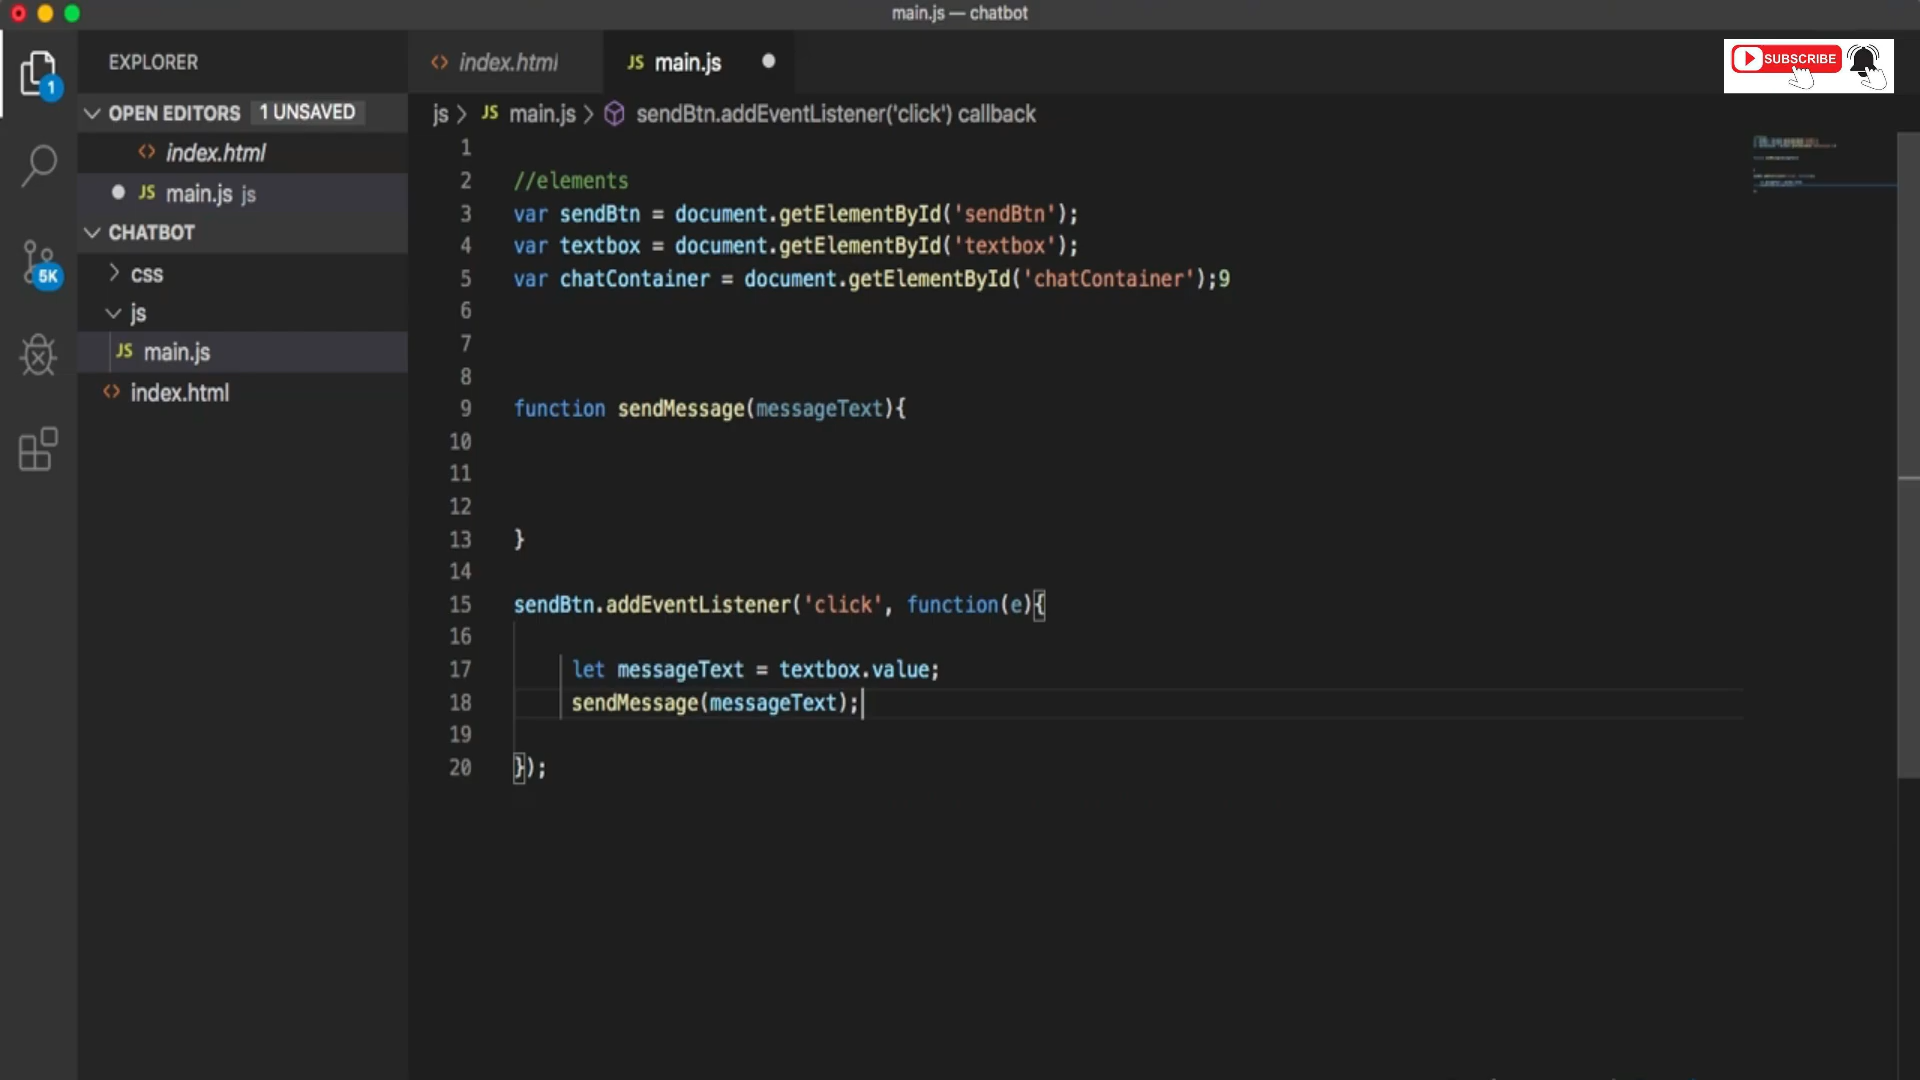 main.js — chatbot
SUBSCRIBE
EXPLORER
OPEN EDITORS 1 UNSAVED
index.html
JS main.js js
CHATBOT
css
js
JS main.js
index.html
1
5K
index.html
JS main.js
js > JS main.js > sendBtn.addEventListener('click') callback
1
2 //elements
3 var sendBtn = document.getElementById('sendBtn');
4 var textbox = document.getElementById('textbox');
5 var chatContainer = document.getElementById('chatContainer');9
6
7
8
9 function sendMessage(messageText){
10
11
12
13 }
14
15 sendBtn.addEventListener('click', function(e){
16
17 let messageText = textbox.value;
18 sendMessage(messageText);
19
20 });